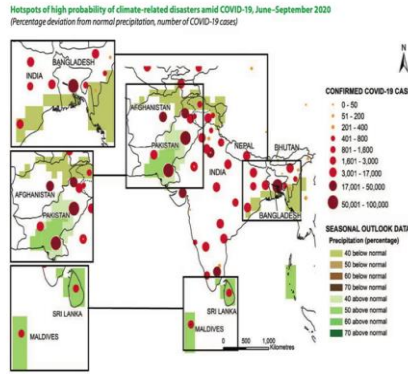 Hotspots of high probability of climate-related disasters amid COVID-19, June–September 2020
(Percentage deviation from normal precipitation, number of COVID-19 cases)
BANGLADESH
INDIA
AFGHANISTAN
PAKISTAN
NEPAL
BHUTAN
INDIA
BANGLADESH
AFGHANISTAN
PAKISTAN
SRI LANKA
MALDIVES
SRI LANKA
MALDIVES
0 250 500 1,000
Kilometres
N
CONFIRMED COVID-19 CASE
0 - 50
51 - 200
201 - 400
401 - 800
801 - 1,600
1,601 - 3,000
3,001 - 17,000
17,001 - 50,000
50,001 - 100,000
SEASONAL OUTLOOK DATA
Precipitation (percentage)
40 below normal
50 below normal
60 below normal
70 below normal
40 above normal
50 above normal
60 above normal
70 above normal